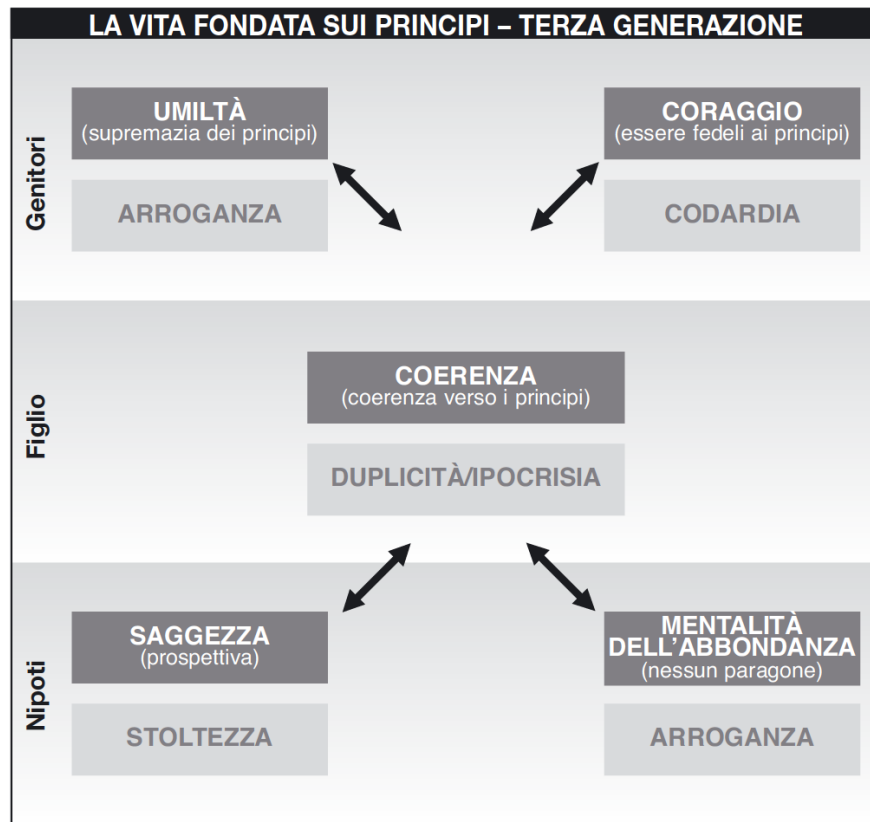 LA VITA FONDATA SUI PRINCIPI – TERZA GENERAZIONE
Genitori
UMILTÀ
(supremazia dei principi)
ARROGANZA
CORAGGIO
(essere fedeli ai principi)
CODARDIA
Figlio
COERENZA
(coerenza verso i principi)
DUPLICITÀ/IPOCRISIA
Nipoti
SAGGEZZA
(prospettiva)
STOLTEZZA
MENTALITÀ
DELL’ABBONDANZA
(nessun paragone)
ARROGANZA